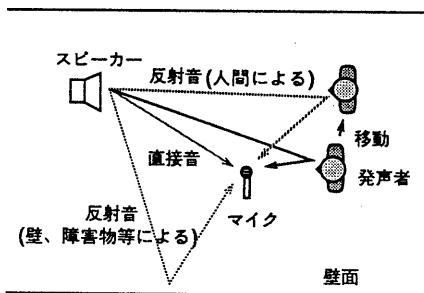 スピーカー
反射音(人間による)
移動
直接音
発声者
マイク
反射音
(壁、障害物等による)
壁面